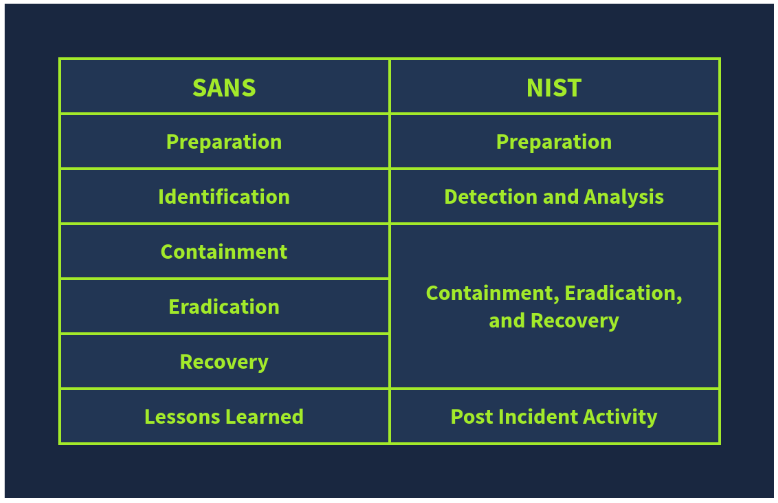 SANS
NIST
Preparation
Preparation
Identification
Detection and Analysis
Containment
Eradication
Recovery
Containment, Eradication,
and Recovery
Lessons Learned
Post Incident Activity